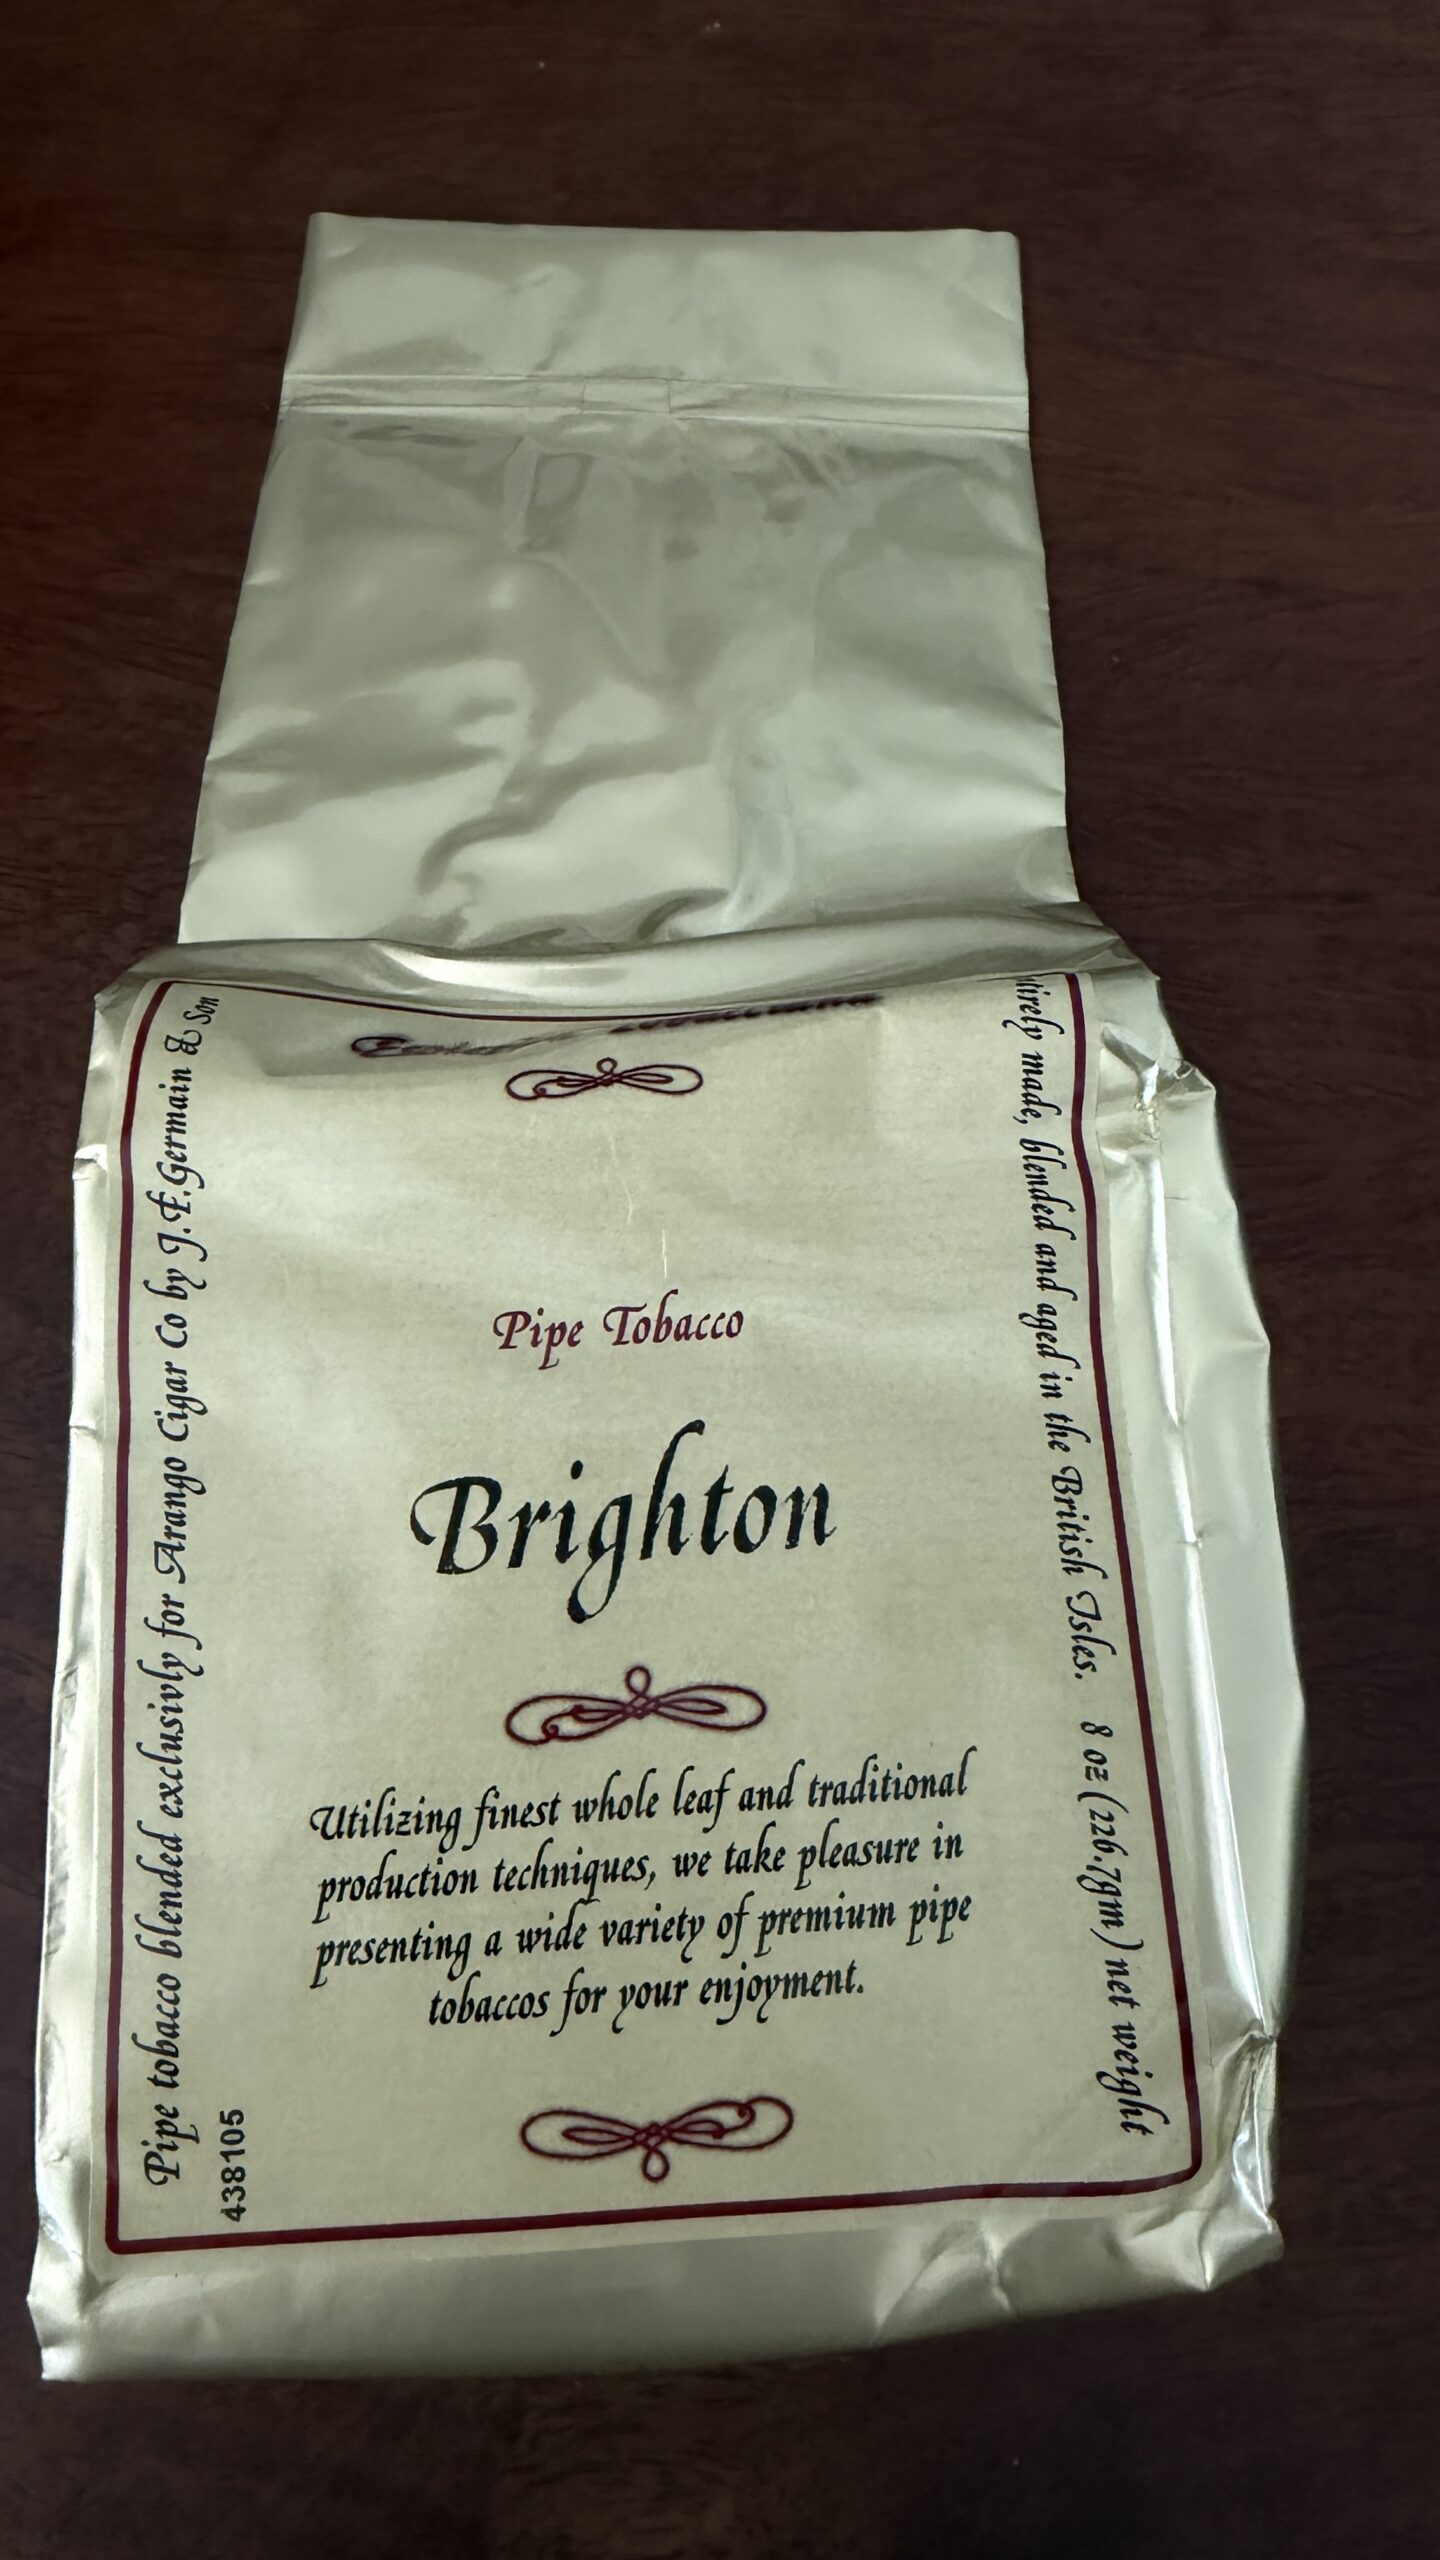 Pipe Tobacco
Brighton
Utilizing finest whole leaf and traditional
production techniques, we take pleasure in
presenting a wide variety of premium pipe
tobaccos for your enjoyment.
Pipe tobacco blended exclusivly for Arango Cigar Co by J.F.Germain & Son
438105
made, blended and aged in the British Isles. 8 oz (226.7gm) net weight